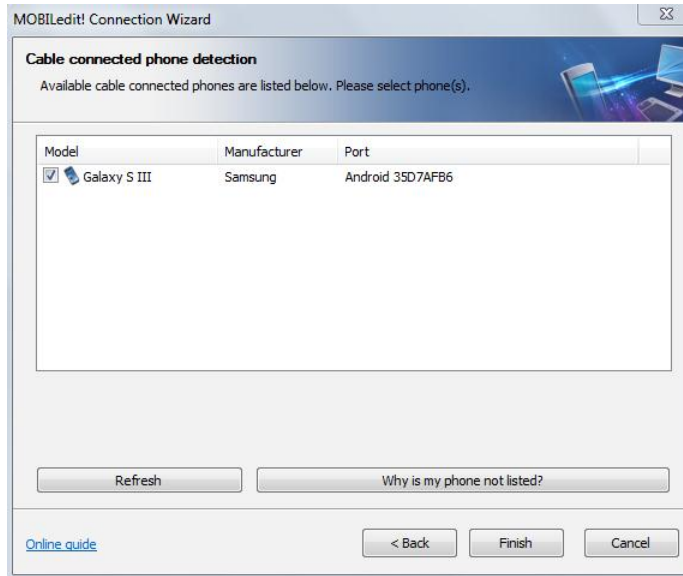 MOBILedit! Connection Wizard
Cable connected phone detection
Available cable connected phones are listed below. Please select phone(s).
Model Manufacturer Port
Galaxy S III Samsung Android 35D7AFB6
Refresh Why is my phone not listed?
Online guide < Back Finish Cancel